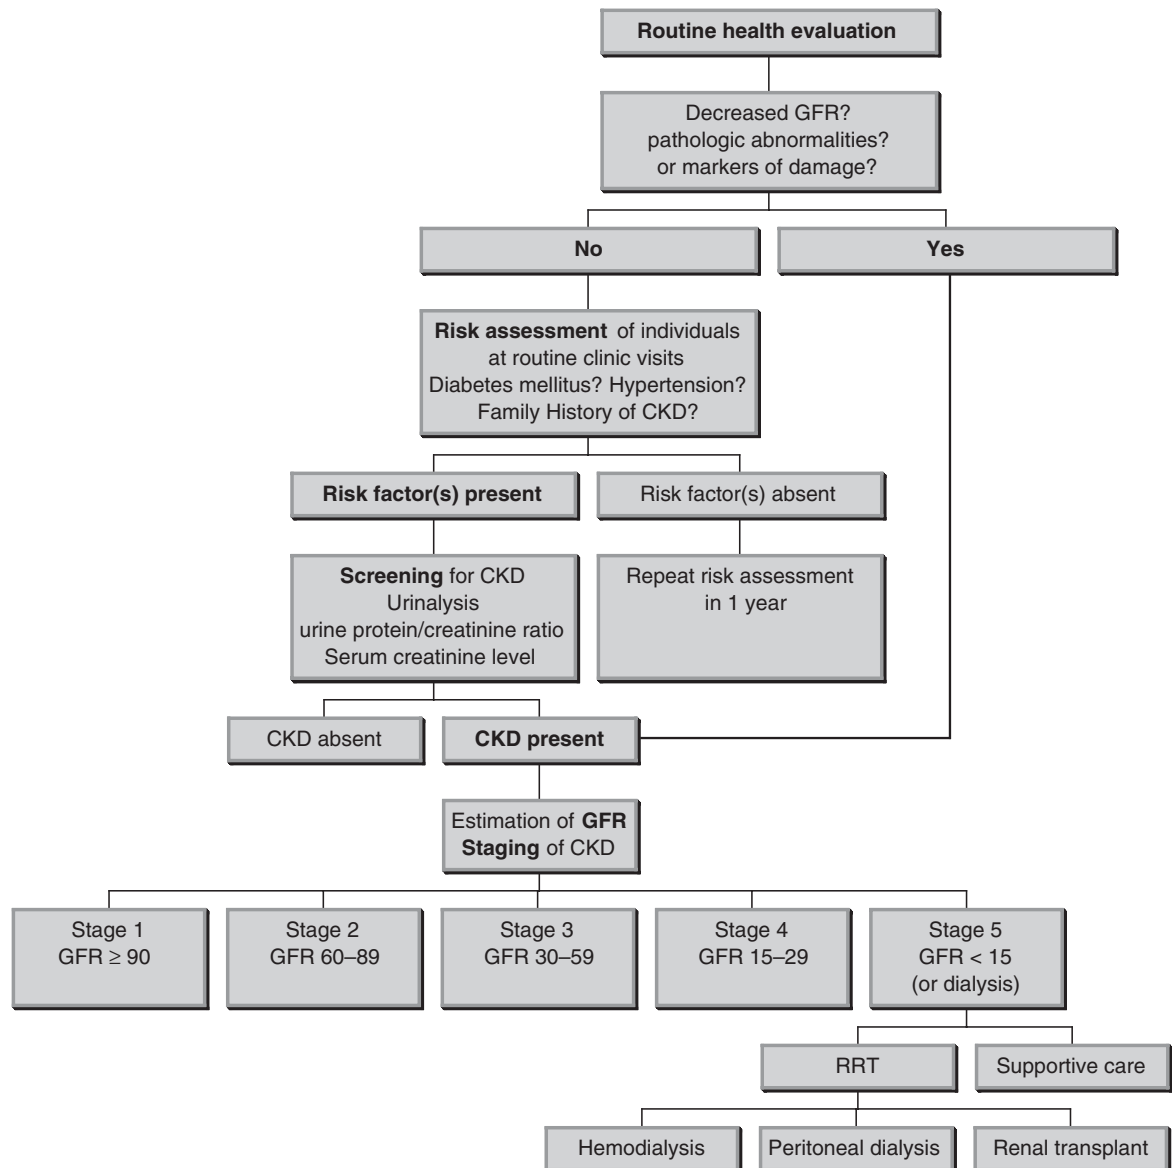 Routine health evaluation
Decreased GFR?
pathologic abnormalities?
or markers of damage?
No
Yes
Risk assessment of individuals
at routine clinic visits
Diabetes mellitus? Hypertension?
Family History of CKD?
Risk factor(s) present
Risk factor(s) absent
Screening for CKD
Urinalysis
urine protein/creatinine ratio
Serum creatinine level
Repeat risk assessment
in 1 year
CKD absent
CKD present
Estimation of GFR
Staging of CKD
Stage 1
GFR ≥ 90
Stage 2
GFR 60–89
Stage 3
GFR 30–59
Stage 4
GFR 15–29
Stage 5
GFR < 15
(or dialysis)
RRT
Supportive care
Hemodialysis
Peritoneal dialysis
Renal transplant